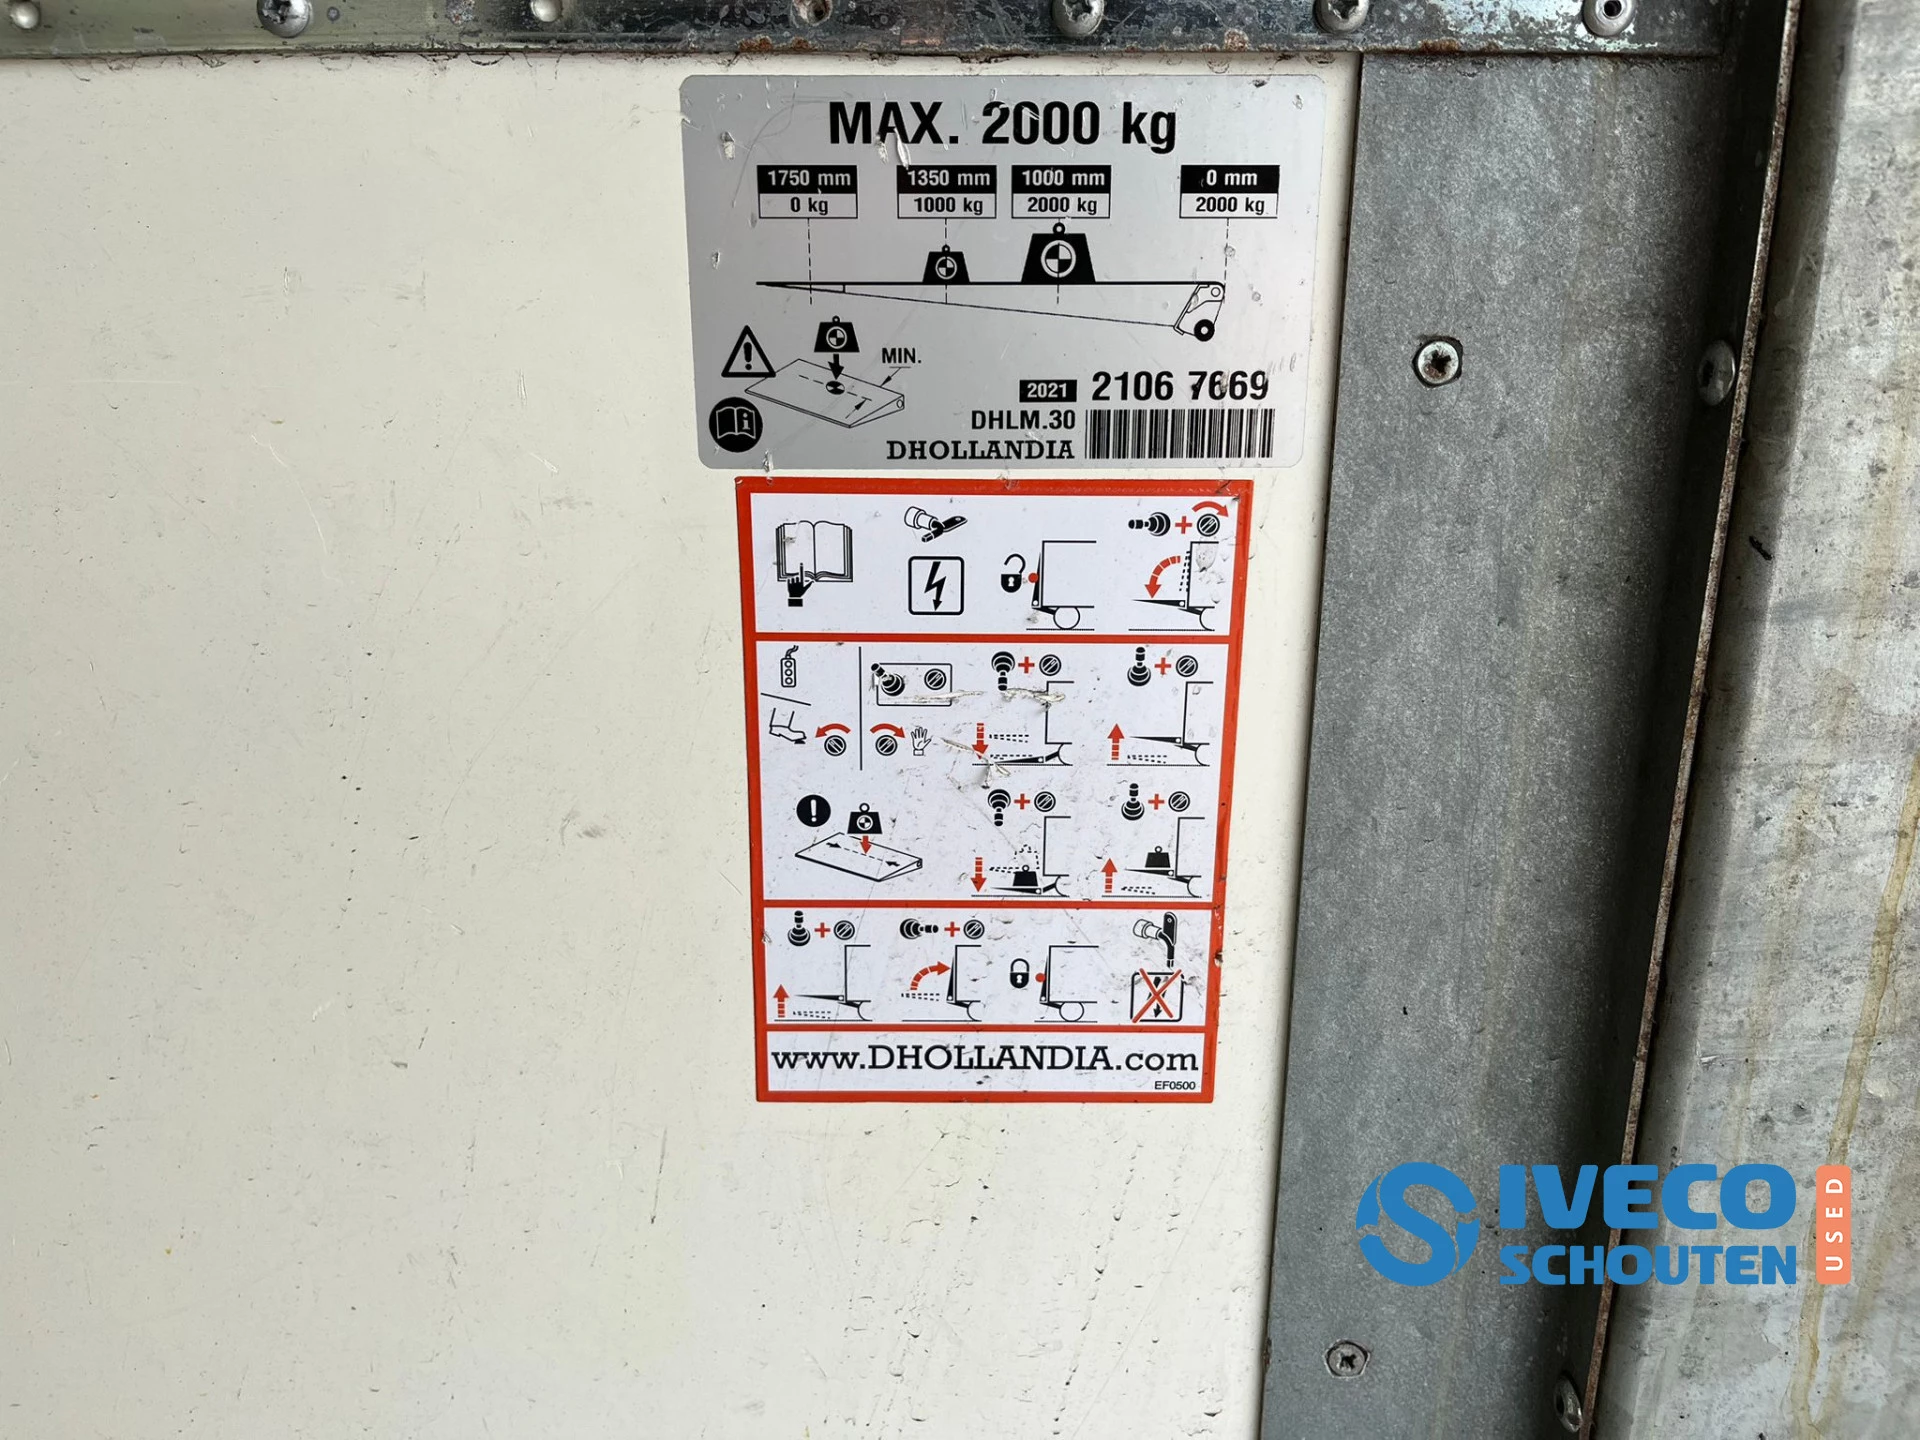 MAX. 2000 kg
1750 mm 1350 mm 1000 mm 0 mm
0 kg 1000 kg 2000 kg 2000 kg
MIN.
2021 2106 7669
DHLM.30
DHOLLANDIA
www.DHOLLANDIA.com
EF0500
IVECO
SCHOUTEN
USED